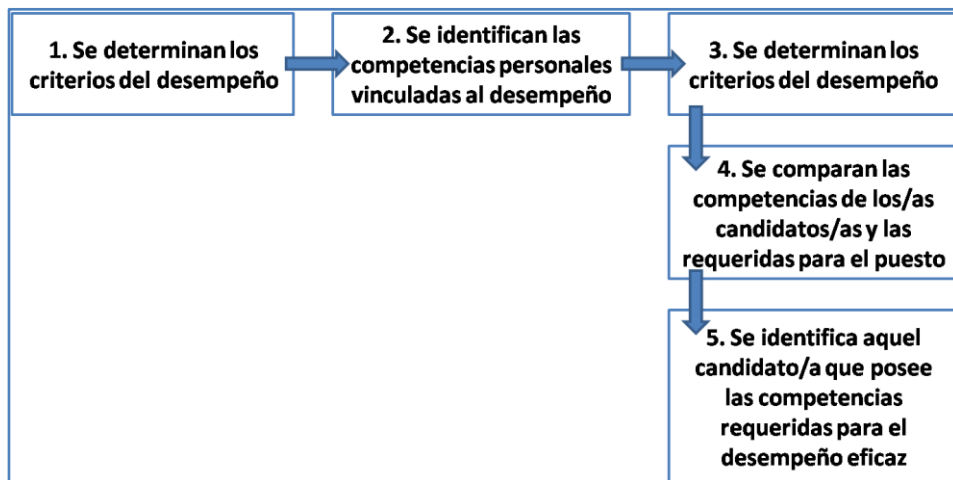 1. Se determinan los
criterios del desempeño
2. Se identifican las
competencias personales
vinculadas al desempeño
3. Se determinan los
criterios del desempeño
4. Se comparan las
competencias de los/as
candidatos/as y las
requeridas para el puesto
5. Se identifica aquel
candidato/a que posee
las competencias
requeridas para el
desempeño eficaz